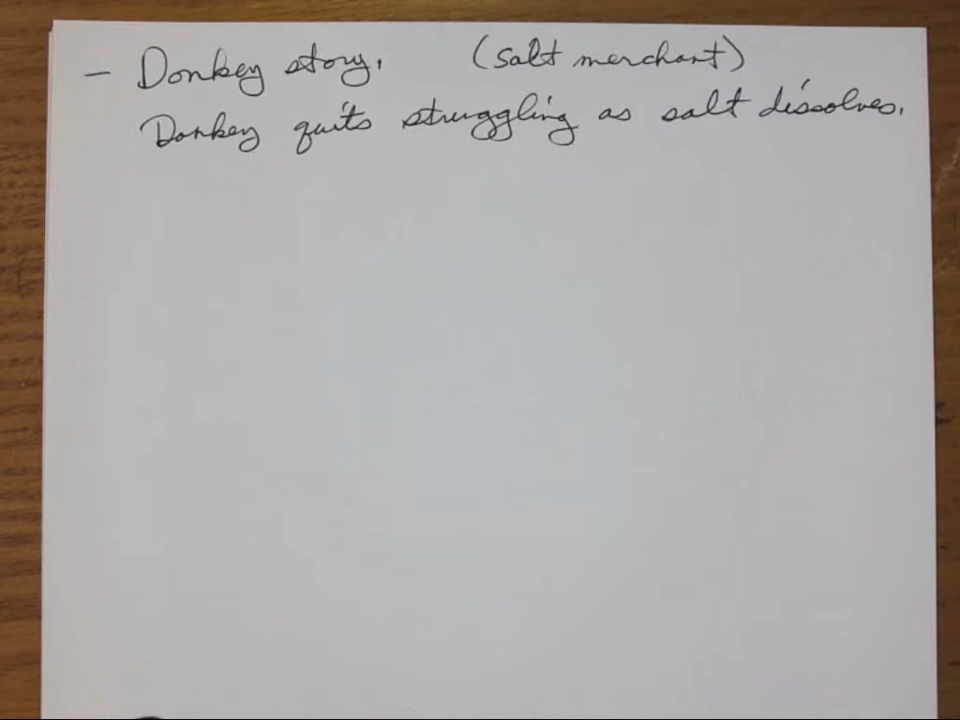 - Donkey story. (salt merchant)
Donkey quits struggling as salt dissolves.